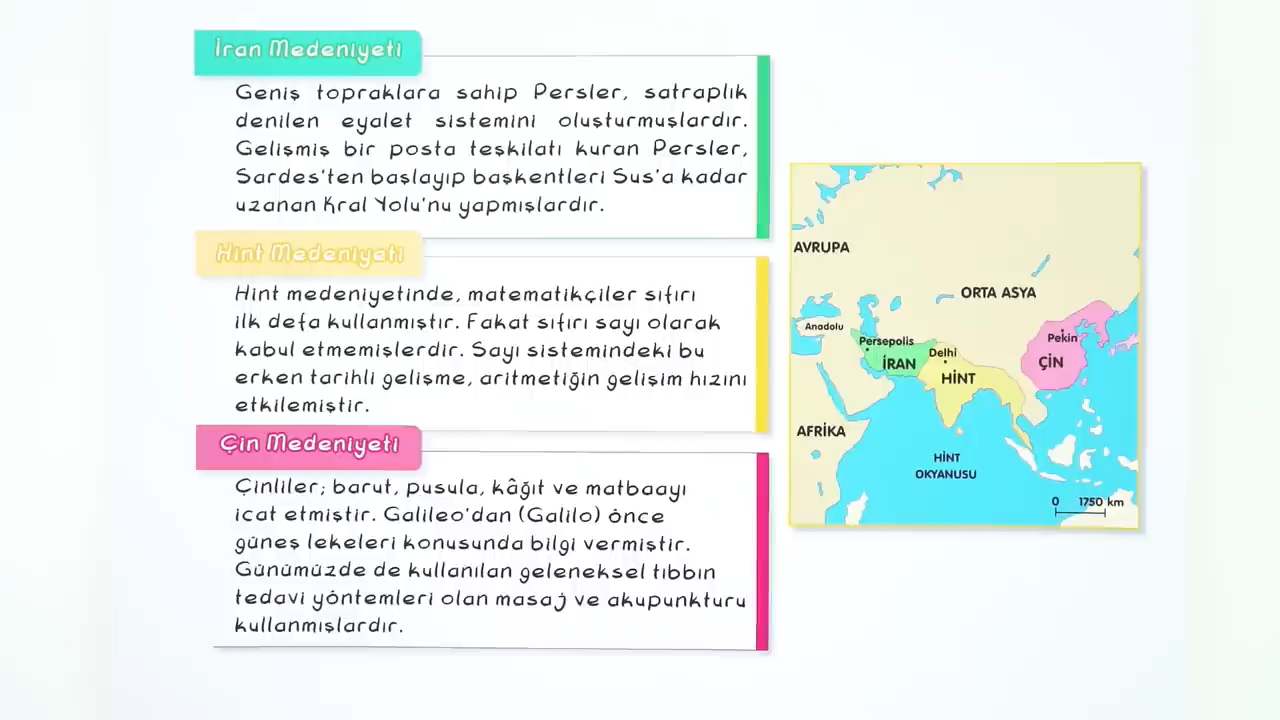 İran Medeniyeti
Geniş topraklara sahip Persler, satraplık
denilen eyalet sistemini oluşturmuşlardır.
Gelişmiş bir posta teşkilatı kuran Persler,
Sardes'ten başlayıp başkentleri Sus'a kadar
uzanan Kral Yolu'nu yapmışlardır.
Hint Medeniyeti
Hint medeniyetinde, matematikçiler sıfırı
ilk defa kullanmıştır. Fakat sıfırı sayı olarak
kabul etmemişlerdir. Sayı sistemindeki bu
erken tarihli gelişme, aritmetiğin gelişim hızını
etkilemiştir.
Çin Medeniyeti
Çinliler; barut, pusula, kâğıt ve matbaayı
icat etmiştir. Galileo'dan (Galilo) önce
güneş lekeleri konusunda bilgi vermiştir.
Günümüzde de kullanılan geleneksel tıbbın
tedavi yöntemleri olan masaj ve akupunkturu
kullanmışlardır.
AVRUPA
ORTA ASYA
Anadolu
Persepolis
İRAN
Delhi
HİNT
Pekin
ÇİN
AFRİKA
HİNT
OKYANUSU
0 1750 km